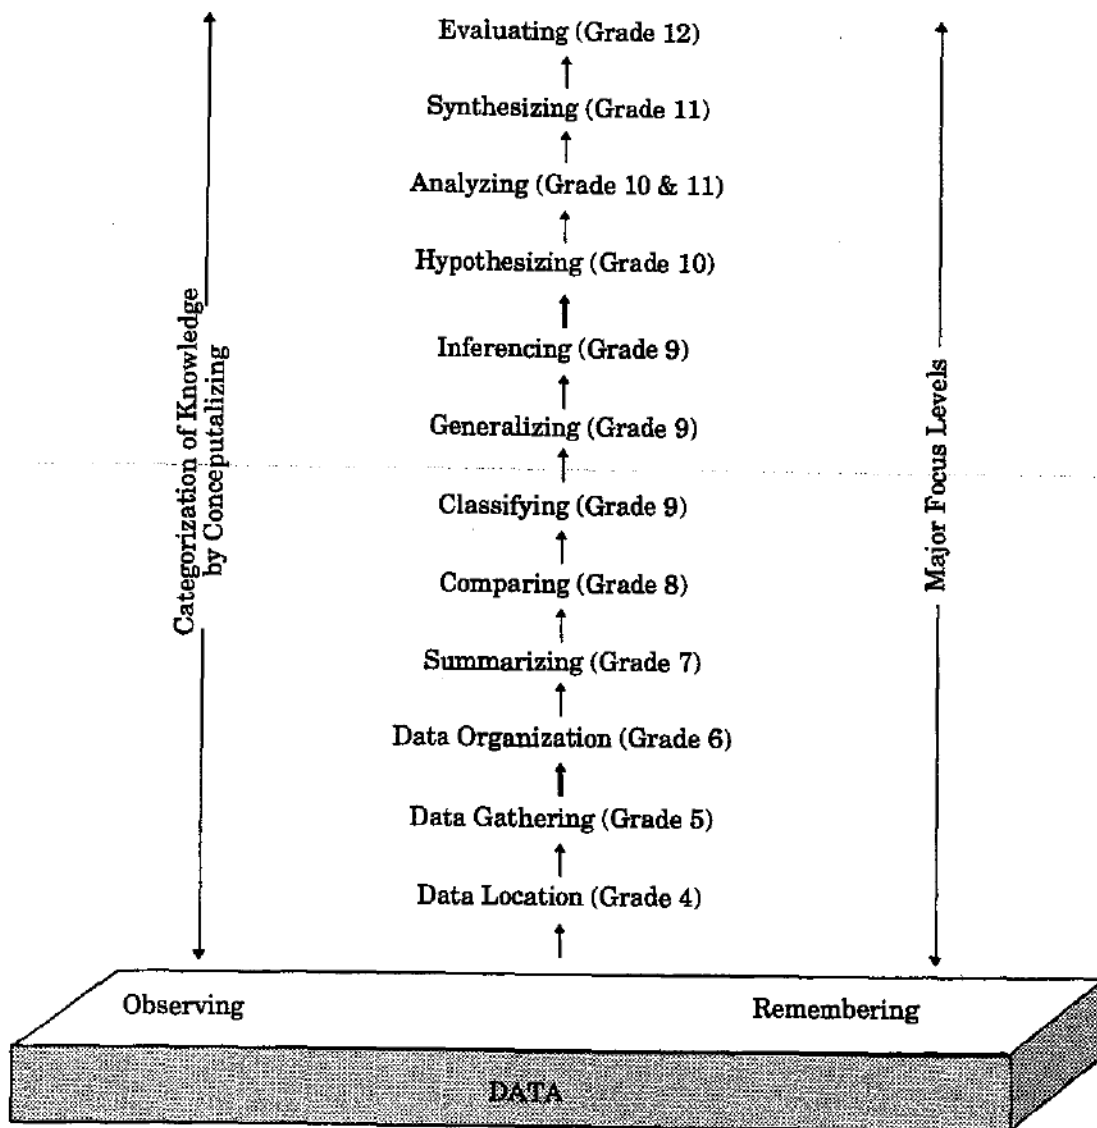 Evaluating (Grade 12)
Synthesizing (Grade 11)
Analyzing (Grade 10 & 11)
Hypothesizing (Grade 10)
Inferencing (Grade 9)
Generalizing (Grade 9)
Classifying (Grade 9)
Comparing (Grade 8)
Summarizing (Grade 7)
Data Organization (Grade 6)
Data Gathering (Grade 5)
Data Location (Grade 4)
Categorization of Knowledge
by Conceputalizing
Major Focus Levels
Observing
Remembering
DATA